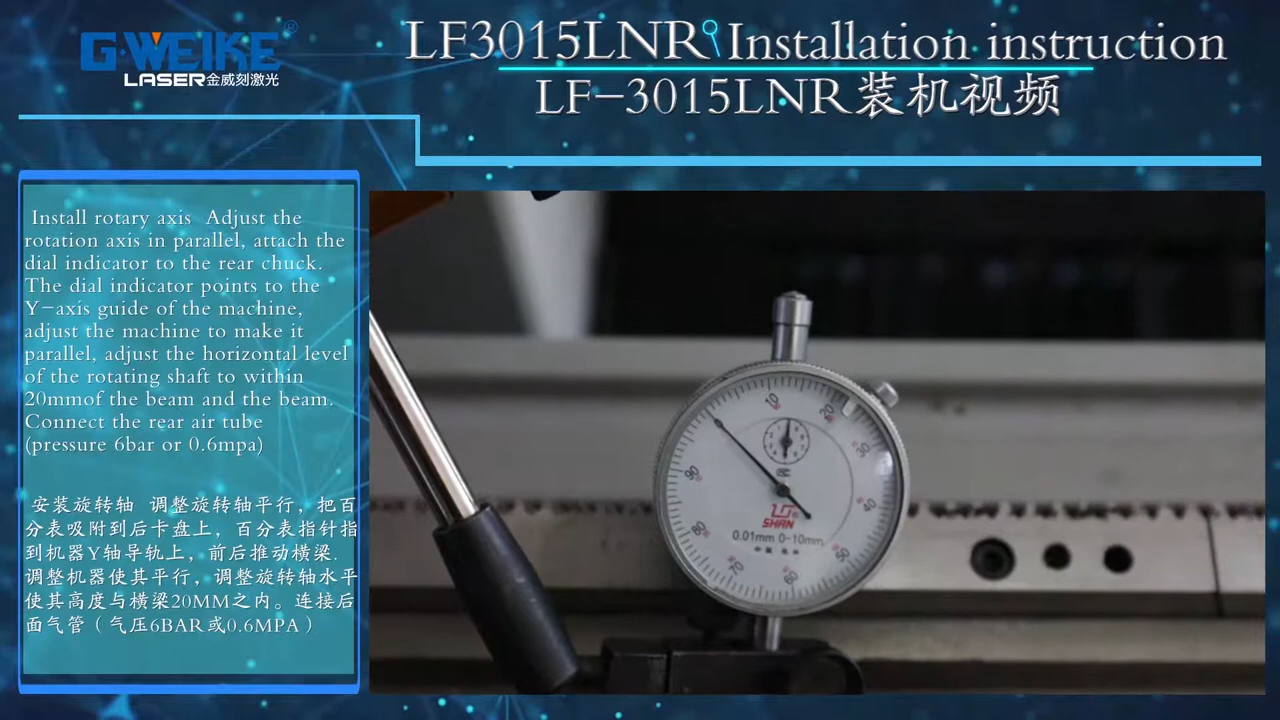 G·WEIKE®
LASER金威刻激光
LF3015LNR Installation instruction
LF-3015LNR装机视频
Install rotary axis Adjust the
rotation axis in parallel, attach the
dial indicator to the rear chuck.
The dial indicator points to the
Y-axis guide of the machine,
adjust the machine to make it
parallel, adjust the horizontal level
of the rotating shaft to within
20mmof the beam and the beam.
Connect the rear air tube
(pressure 6bar or 0.6mpa)
安装旋转轴 调整旋转轴平行，把百
分表吸附到后卡盘上，百分表指针指
到机器Y轴导轨上，前后推动横梁.
调整机器使其平行，调整旋转轴水平
使其高度与横梁20MM之内。连接后
面气管（气压6BAR或0.6MPA）
10
20
30
40
50
60
70
80
90
SHAN
0.01mm 0-10mm